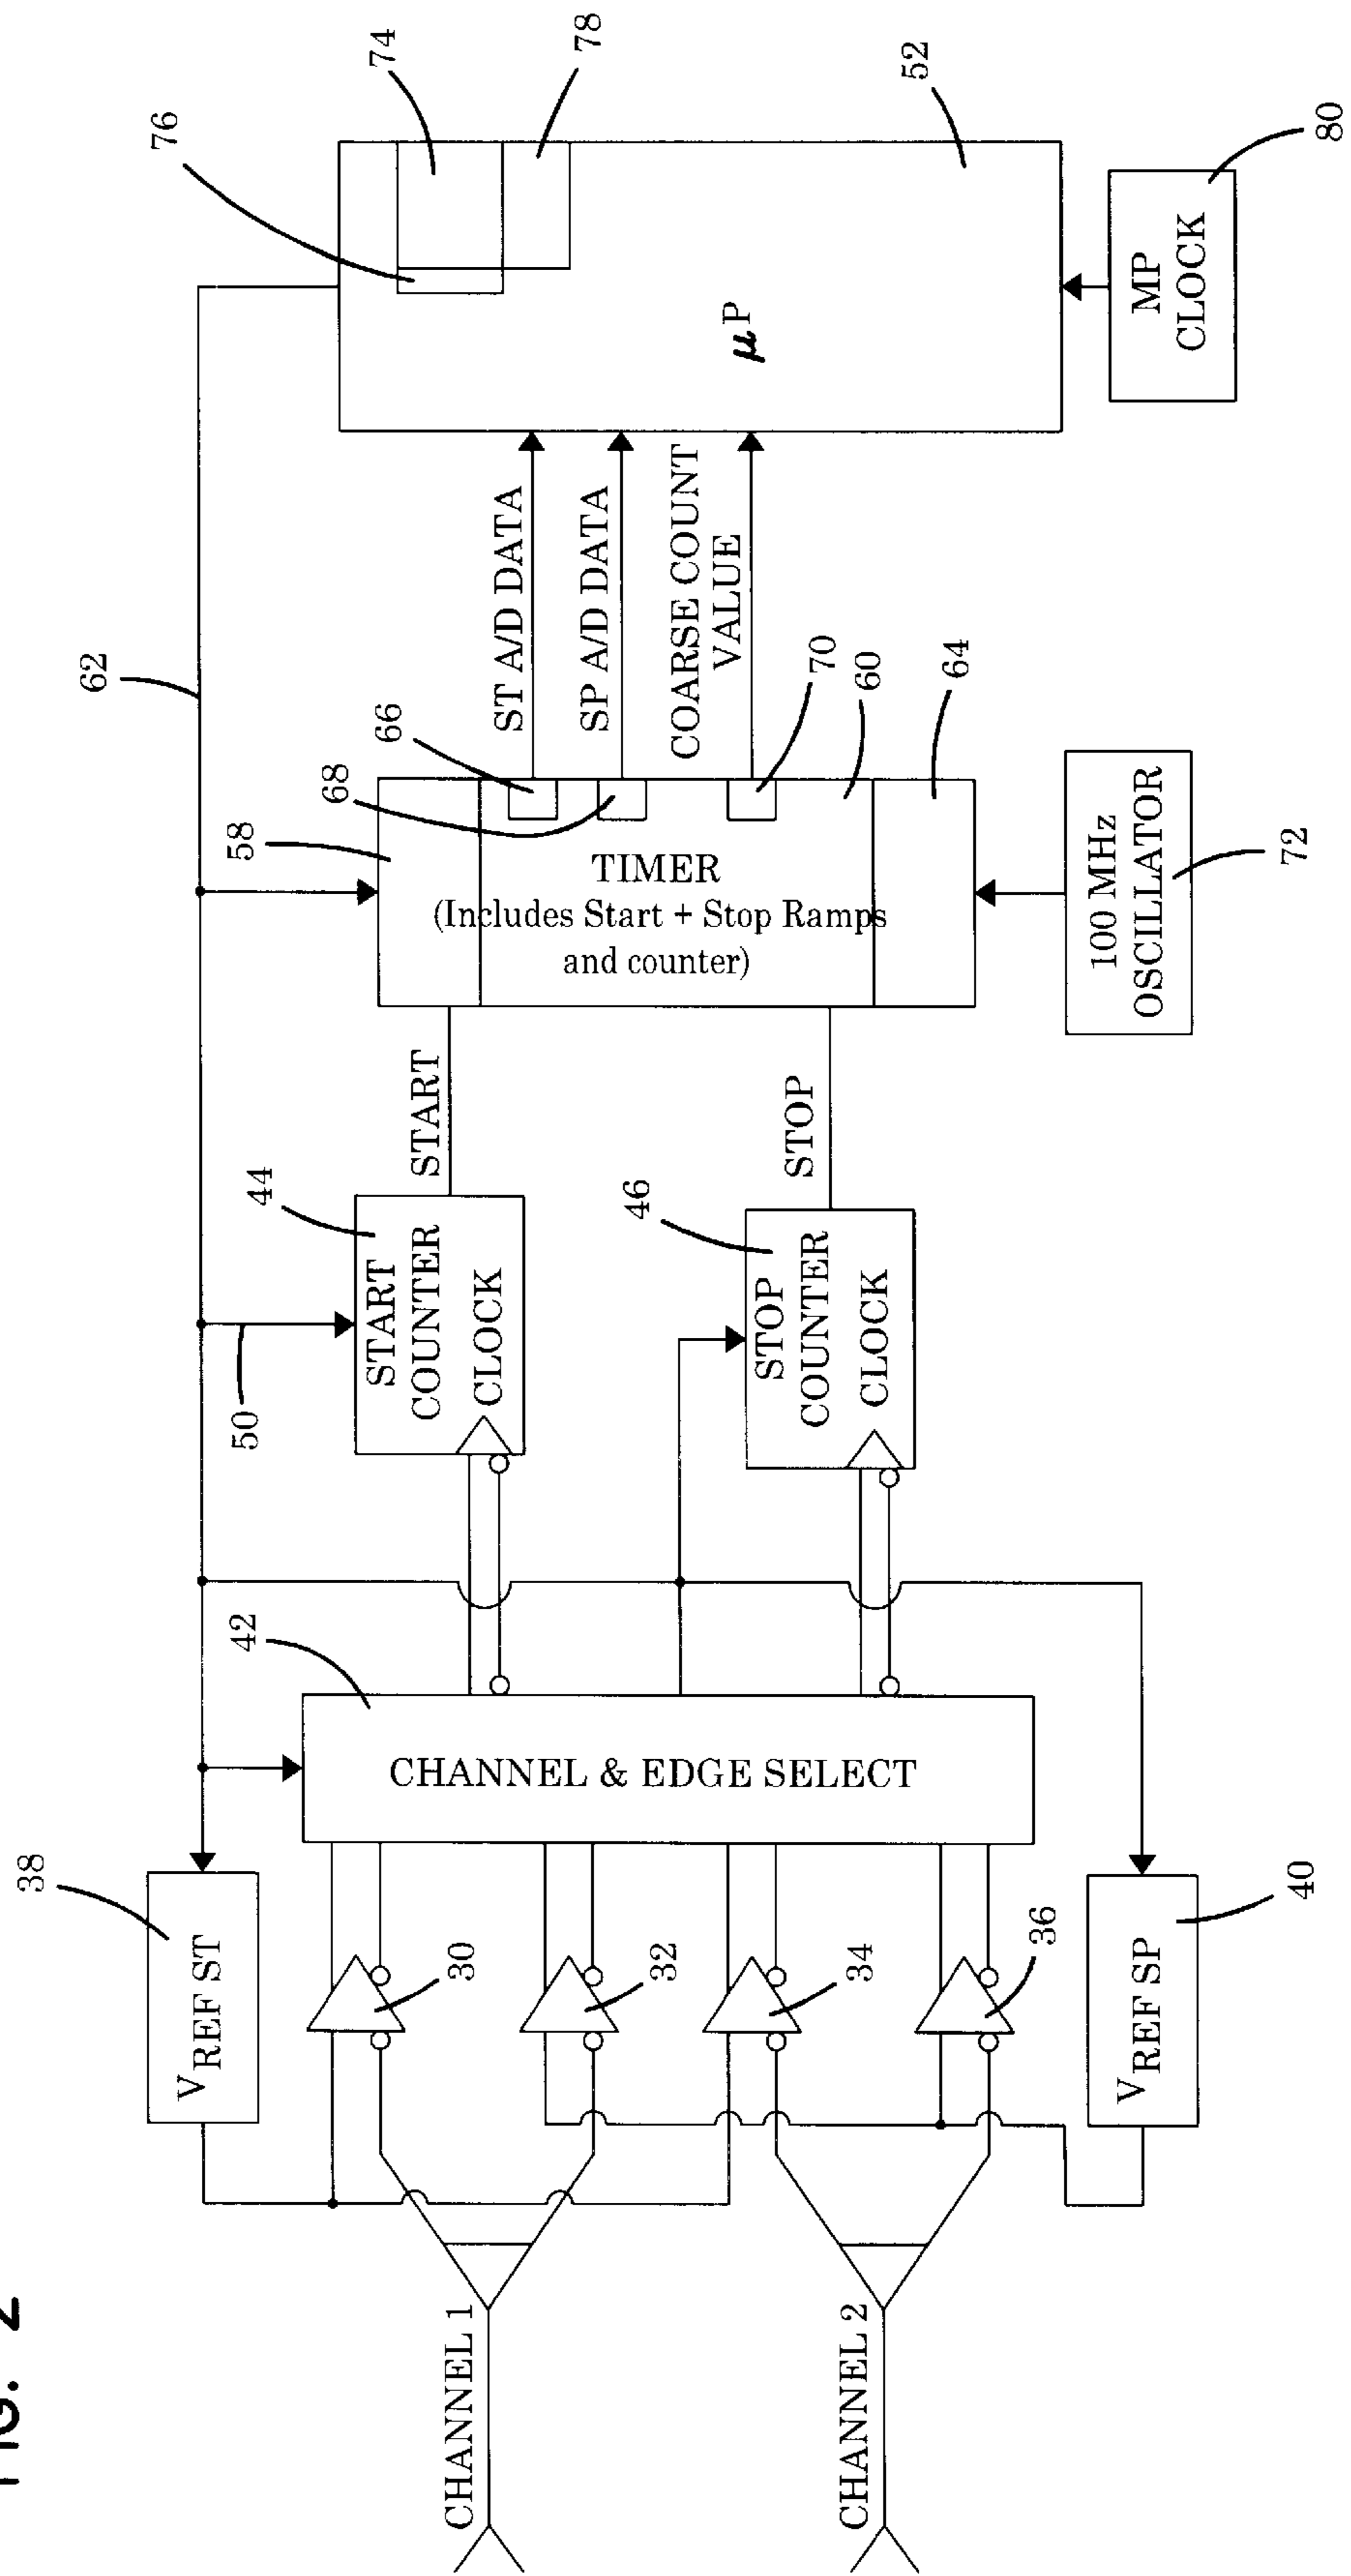 FIG. 2
62
76
74
78
52
µP
MP
CLOCK
80
ST A/D DATA
SP A/D DATA
COARSE COUNT
VALUE
58
68
66
70
60
64
TIMER
(Includes Start + Stop Ramps
and counter)
100 MHz
OSCILLATOR
72
START
STOP
44
START
COUNTER
CLOCK
50
46
STOP
COUNTER
CLOCK
42
CHANNEL & EDGE SELECT
38
VREF ST
30
32
34
36
VREF SP
40
CHANNEL 1
CHANNEL 2